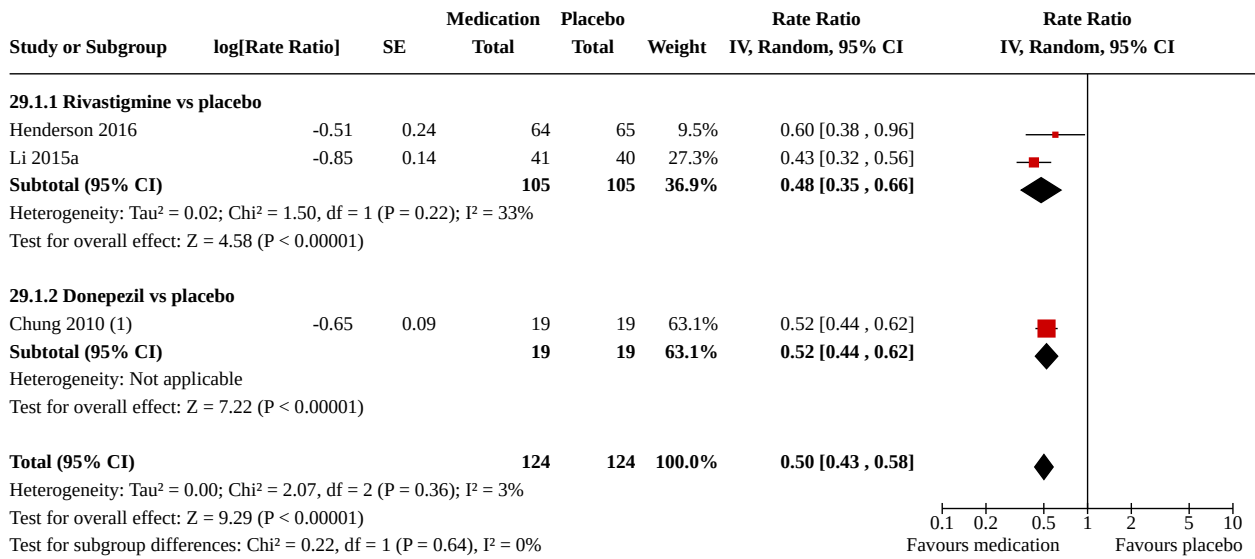 Medication Placebo Rate Ratio Rate Ratio
Study or Subgroup log[Rate Ratio] SE Total Total Weight IV, Random, 95% CI IV, Random, 95% CI
29.1.1 Rivastigmine vs placebo
Henderson 2016 -0.51 0.24 64 65 9.5% 0.60 [0.38 , 0.96]
Li 2015a -0.85 0.14 41 40 27.3% 0.43 [0.32 , 0.56]
Subtotal (95% CI) 105 105 36.9% 0.48 [0.35 , 0.66]
Heterogeneity: Tau² = 0.02; Chi² = 1.50, df = 1 (P = 0.22); I² = 33%
Test for overall effect: Z = 4.58 (P < 0.00001)
29.1.2 Donepezil vs placebo
Chung 2010 (1) -0.65 0.09 19 19 63.1% 0.52 [0.44 , 0.62]
Subtotal (95% CI) 19 19 63.1% 0.52 [0.44 , 0.62]
Heterogeneity: Not applicable
Test for overall effect: Z = 7.22 (P < 0.00001)
Total (95% CI) 124 124 100.0% 0.50 [0.43 , 0.58]
Heterogeneity: Tau² = 0.00; Chi² = 2.07, df = 2 (P = 0.36); I² = 3%
Test for overall effect: Z = 9.29 (P < 0.00001)
0.1 0.2 0.5 1 2 5 10
Test for subgroup differences: Chi² = 0.22, df = 1 (P = 0.64), I² = 0% Favours medication Favours placebo